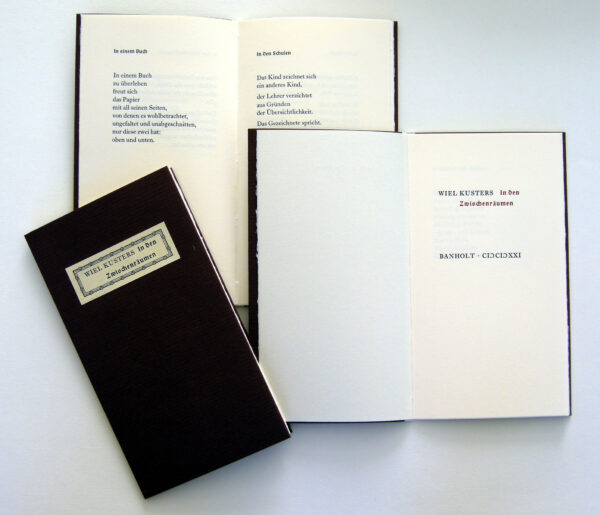 In einem Buch
In einem Buch
zu überleben
freut sich
das Papier
mit all seinen Seiten,
von denen es wohlbetrachtet,
ungefaltet und unabgeschnitten,
nur diese zwei hat:
oben und unten.
In den Schulen
Das Kind zeichnet sich
ein anderes Kind,
der Lehrer verzichtet
aus Gründen
der Übersichtlichkeit.
Das Gezeichnete spricht.
WIEL KUSTERS In den
Zwischenräumen
BANHOLT - CIƆCIƆXXI
WIEL KUSTERS In den
Zwischenräumen